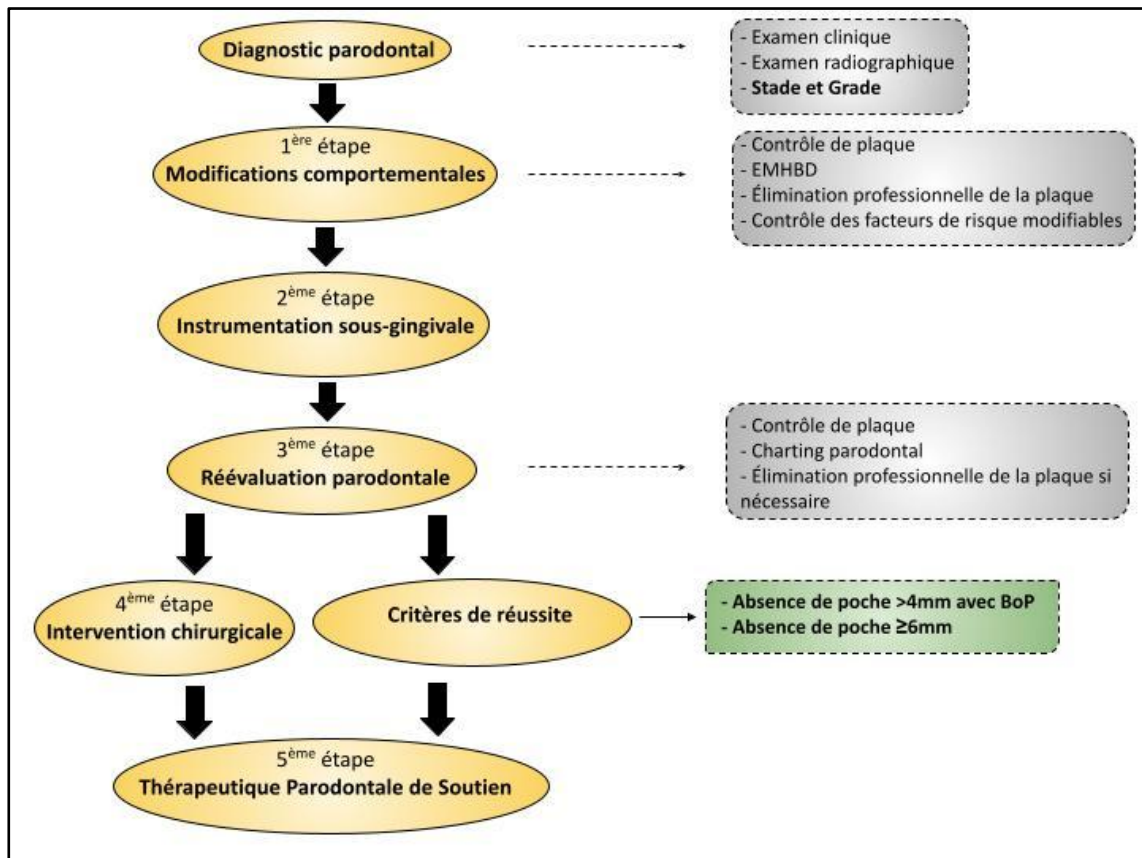 Diagnostic parodontal
- Examen clinique
- Examen radiographique
- Stade et Grade
1ère étape
Modifications comportementales
- Contrôle de plaque
- EMHBD
- Élimination professionnelle de la plaque
- Contrôle des facteurs de risque modifiables
2ème étape
Instrumentation sous-gingivale
3ème étape
Réévaluation parodontale
- Contrôle de plaque
- Charting parodontal
- Élimination professionnelle de la plaque si
nécessaire
4ème étape
Intervention chirurgicale
Critères de réussite
- Absence de poche >4mm avec BoP
- Absence de poche ≥6mm
5ème étape
Thérapeutique Parodontale de Soutien